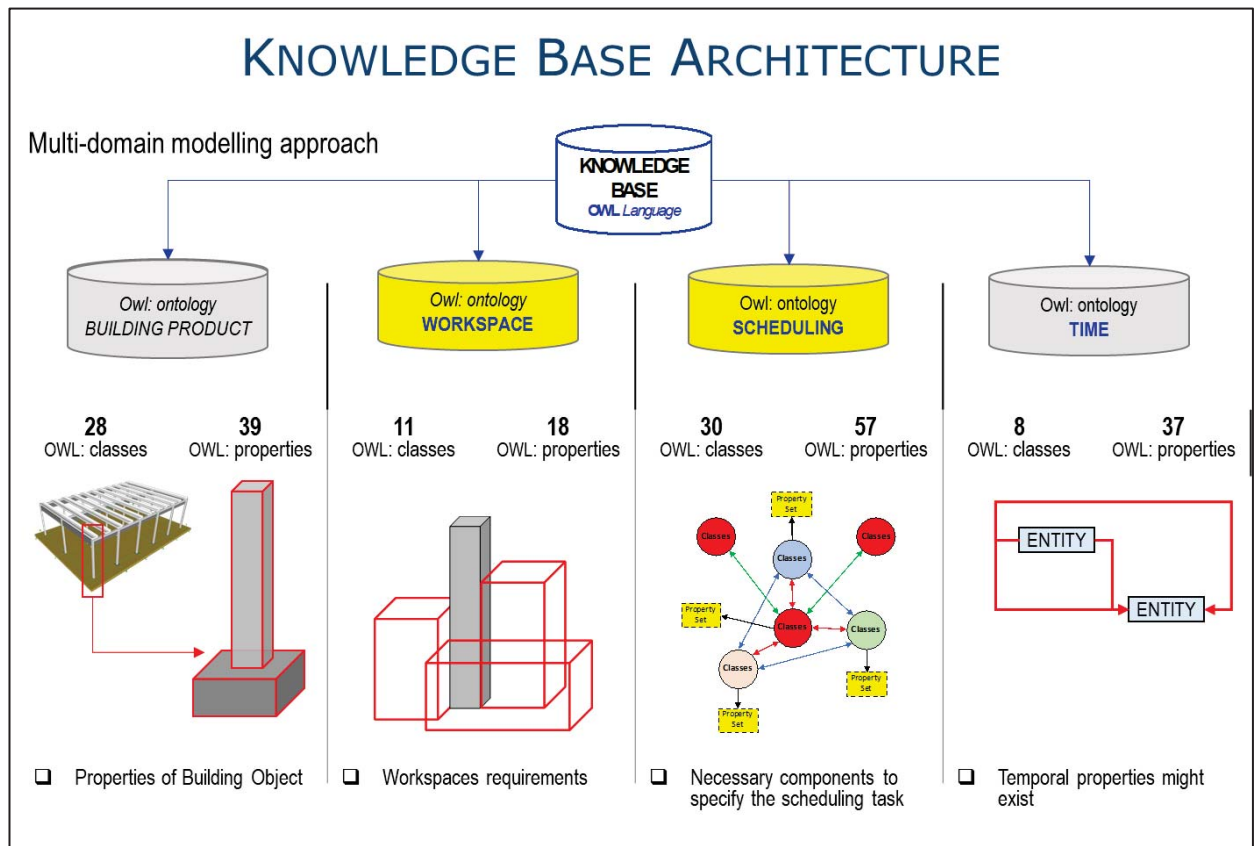 KNOWLEDGE BASE ARCHITECTURE
Multi-domain modelling approach
KNOWLEDGE
BASE
OWL Language
Owl: ontology
BUILDING PRODUCT
Owl: ontology
WORKSPACE
Owl: ontology
SCHEDULING
Owl: ontology
TIME
28
OWL: classes
39
OWL: properties
11
OWL: classes
18
OWL: properties
30
OWL: classes
57
OWL: properties
8
OWL: classes
37
OWL: properties
Property
Set
Classes
Classes
Classes
Property
Set
Classes
Classes
Classes
Property
Set
Property
Set
ENTITY
ENTITY
Properties of Building Object
Workspaces requirements
Necessary components to
specify the scheduling task
Temporal properties might
exist